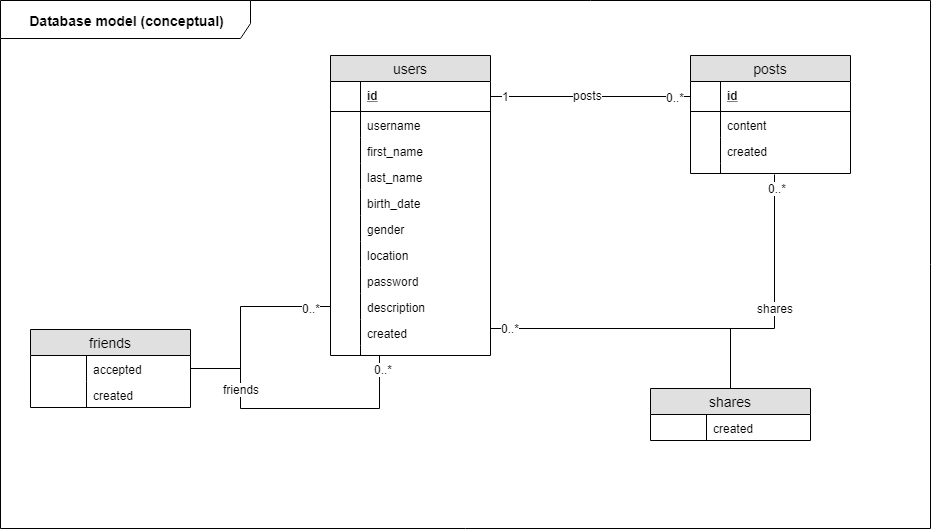 Database model (conceptual)
users
id
username
first_name
last_name
birth_date
gender
location
password
description
created
1
posts
0..*
posts
id
content
created
0..*
shares
0..*
0..*
friends
0..*
friends
accepted
created
shares
created